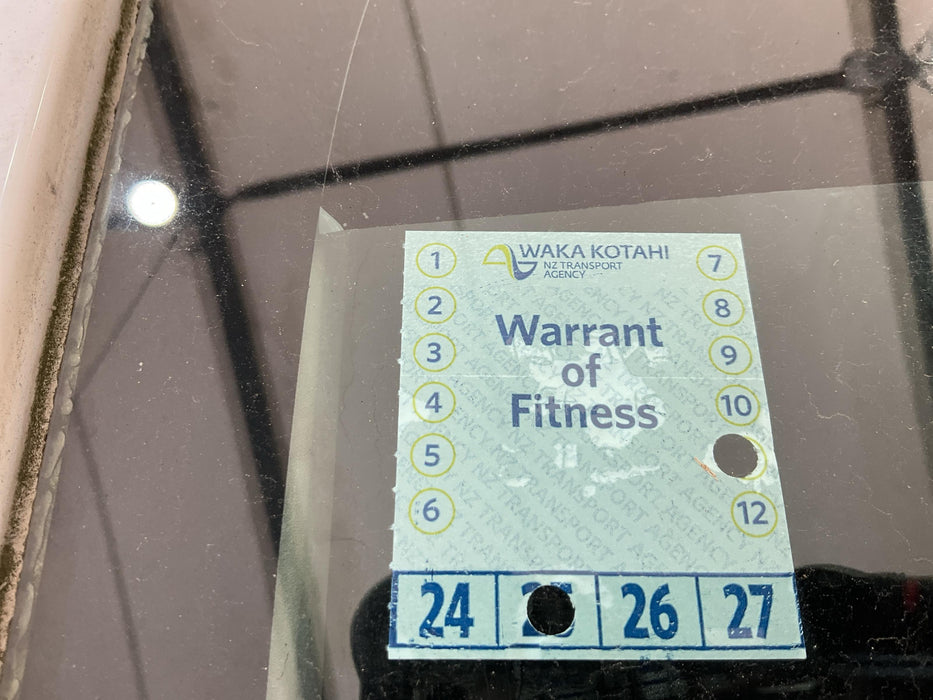 WAKA KOTAHI
NZ TRANSPORT
AGENCY
1
7
2
8
3
9
4
10
5
6
12
Warrant
of
Fitness
24
26
27